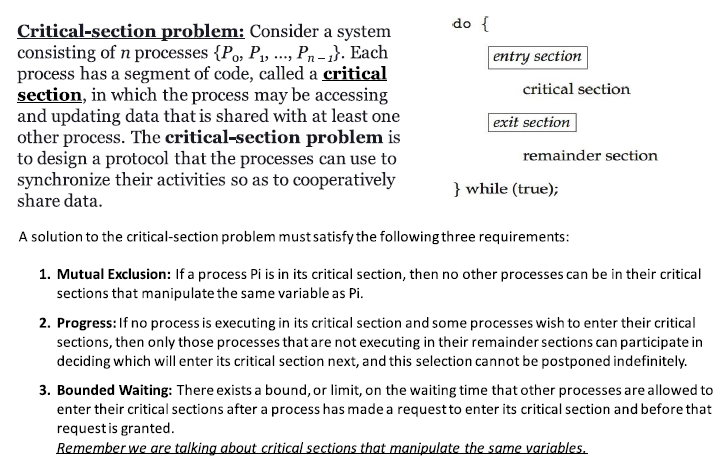 Critical-section problem: Consider a system
consisting of n processes {P0, P1, ..., Pn – 1}. Each
process has a segment of code, called a critical
section, in which the process may be accessing
and updating data that is shared with at least one
other process. The critical-section problem is
to design a protocol that the processes can use to
synchronize their activities so as to cooperatively
share data.
do {
entry section
critical section
exit section
remainder section
} while (true);
A solution to the critical-section problem must satisfy the following three requirements:
1. Mutual Exclusion: If a process Pi is in its critical section, then no other processes can be in their critical
sections that manipulate the same variable as Pi.
2. Progress: If no process is executing in its critical section and some processes wish to enter their critical
sections, then only those processes that are not executing in their remainder sections can participate in
deciding which will enter its critical section next, and this selection cannot be postponed indefinitely.
3. Bounded Waiting: There exists a bound, or limit, on the waiting time that other processes are allowed to
enter their critical sections after a process has made a request to enter its critical section and before that
request is granted.
Remember we are talking about critical sections that manipulate the same variables.